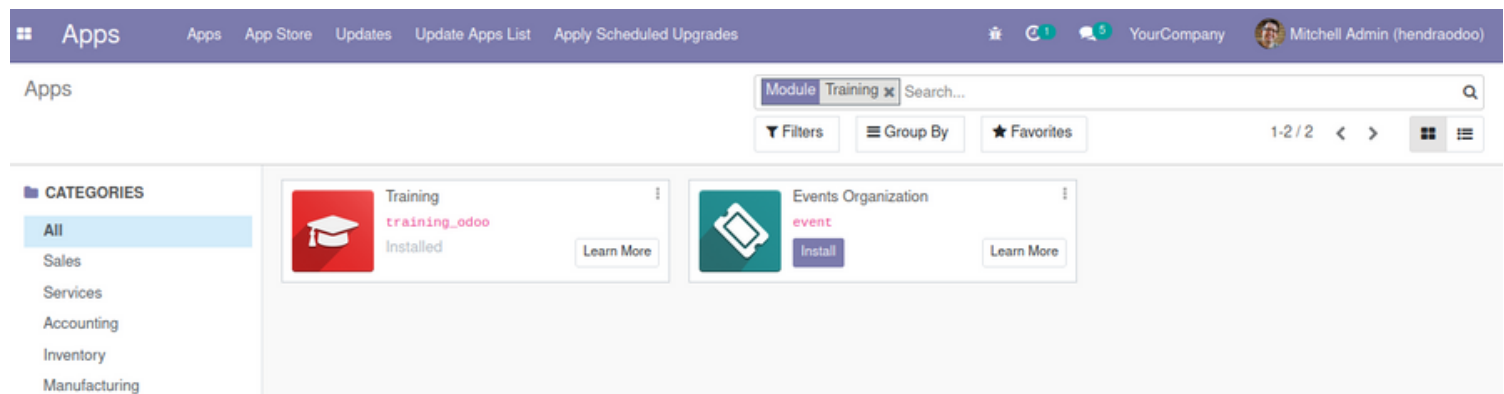 Apps Apps App Store Updates Update Apps List Apply Scheduled Upgrades 1 5 YourCompany Mitchell Admin (hendraodoo)
Apps
Module Training Search...
Filters Group By Favorites 1-2 / 2
CATEGORIES
All
Sales
Services
Accounting
Inventory
Manufacturing
Training
training_odoo
Installed Learn More
Events Organization
event
Install Learn More